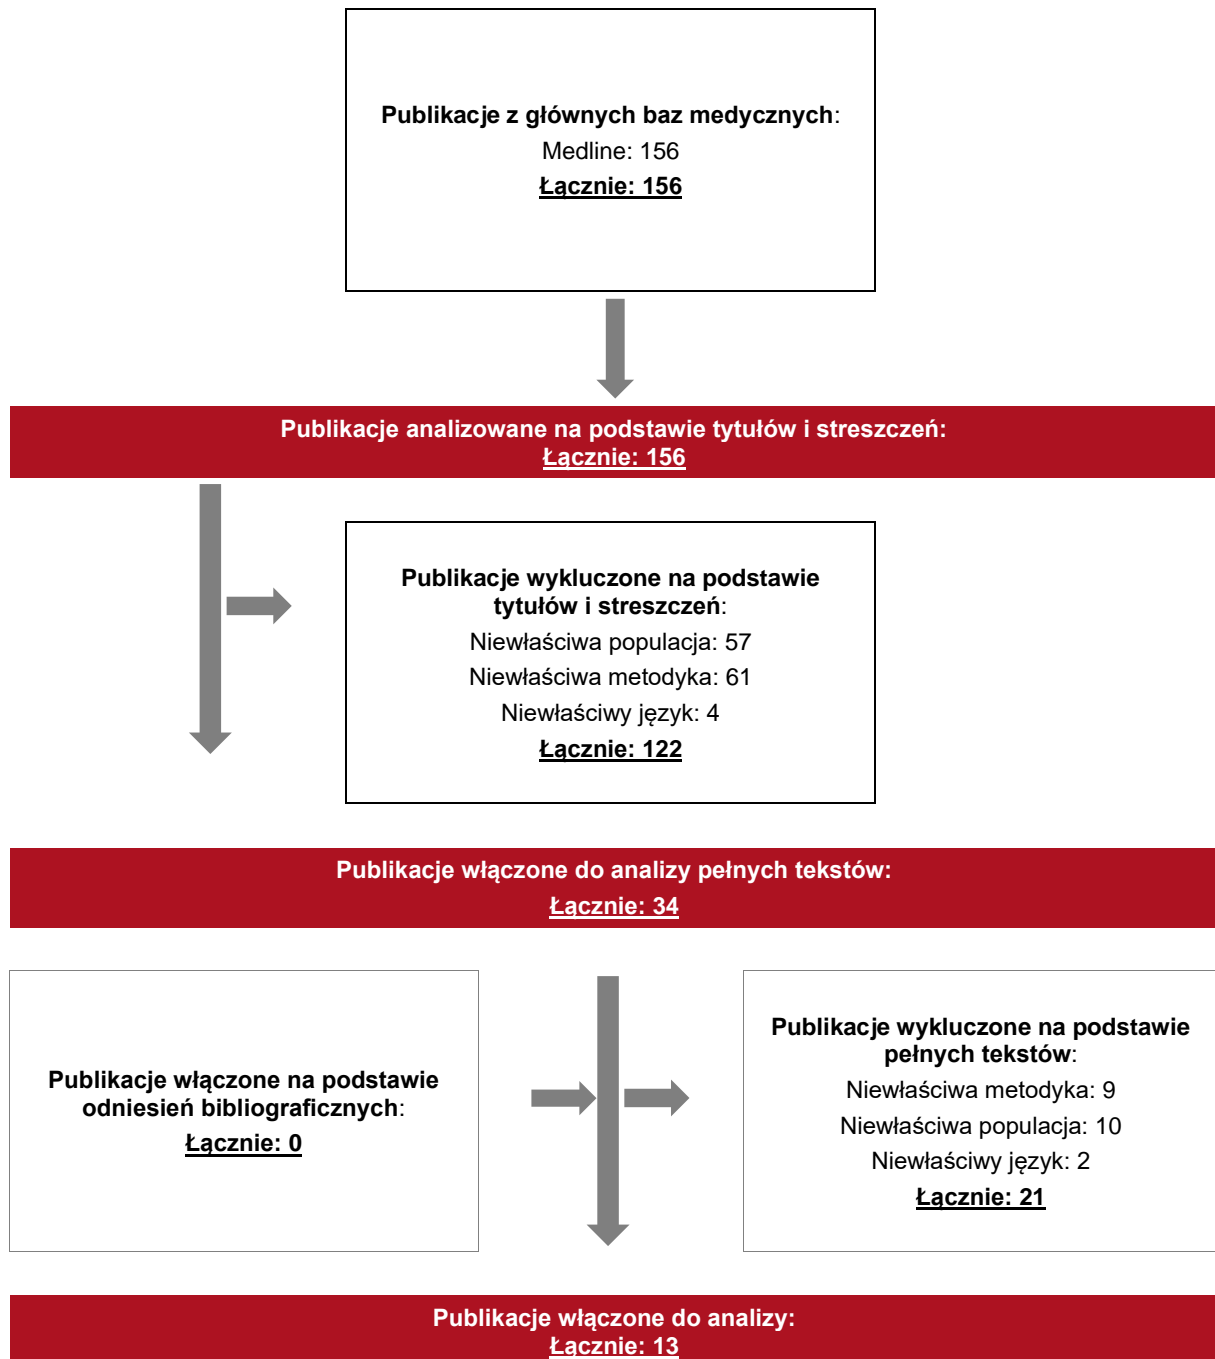 Publikacje z głównych baz medycznych:
Medline: 156
Łącznie: 156
Publikacje analizowane na podstawie tytułów i streszczeń:
Łącznie: 156
Publikacje wykluczone na podstawie
tytułów i streszczeń:
Niewłaściwa populacja: 57
Niewłaściwa metodyka: 61
Niewłaściwy język: 4
Łącznie: 122
Publikacje włączone do analizy pełnych tekstów:
Łącznie: 34
Publikacje włączone na podstawie
odniesień bibliograficznych:
Łącznie: 0
Publikacje wykluczone na podstawie
pełnych tekstów:
Niewłaściwa metodyka: 9
Niewłaściwa populacja: 10
Niewłaściwy język: 2
Łącznie: 21
Publikacje włączone do analizy:
Łącznie: 13